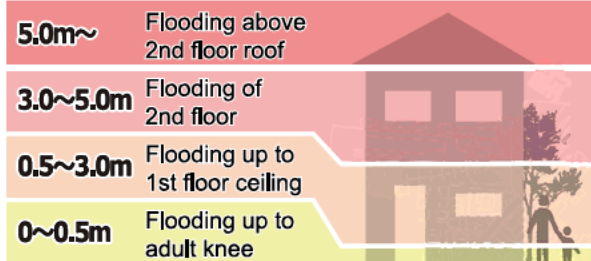 5.0m～ Flooding above
2nd floor roof
3.0～5.0m Flooding of
2nd floor
0.5～3.0m Flooding up to
1st floor ceiling
0～0.5m Flooding up to
adult knee